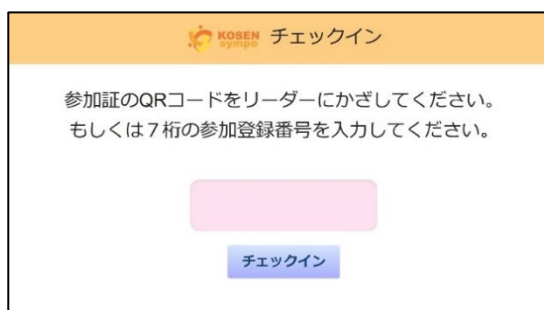 KOSEN sympo チェックイン
参加証のQRコードをリーダーにかざしてください。
もしくは7桁の参加登録番号を入力してください。
チェックイン